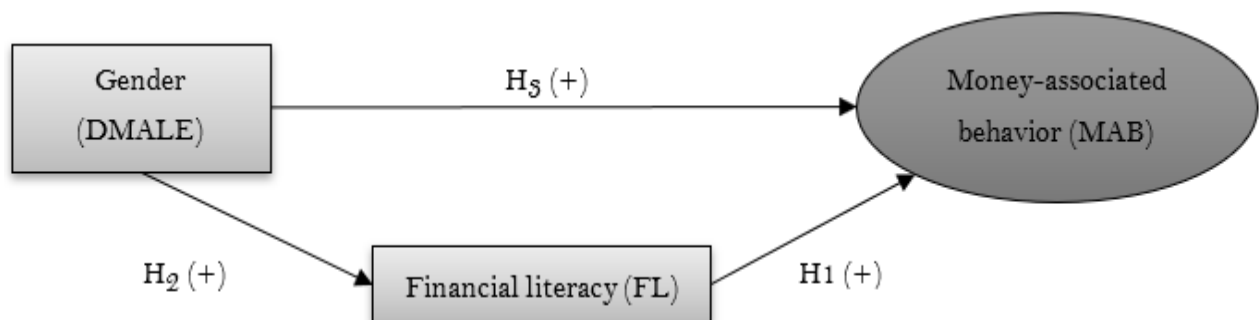 Gender
(DMALE)
H3 (+)
Money-associated
behavior (MAB)
H2 (+)
Financial literacy (FL)
H1 (+)